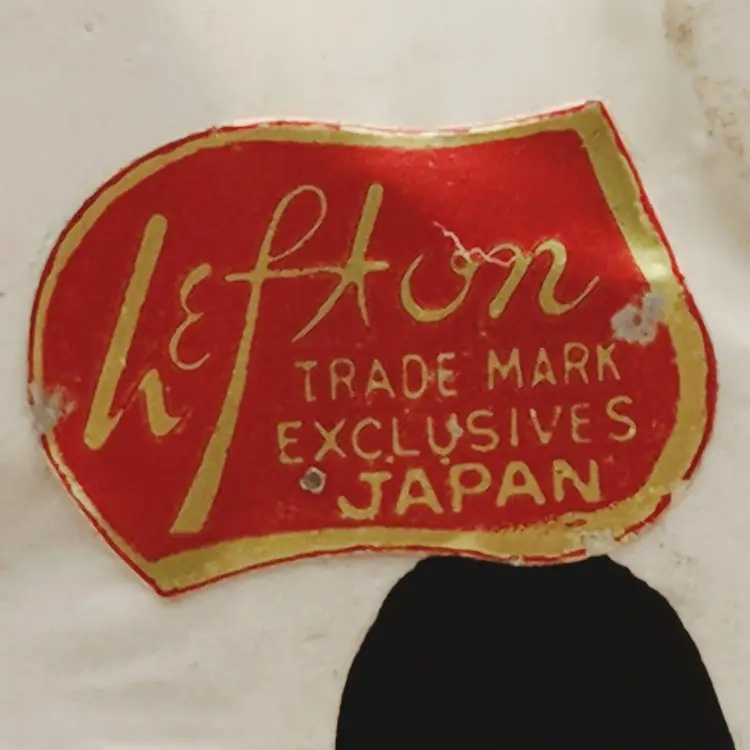 Lefton
TRADE MARK
EXCLUSIVES
JAPAN